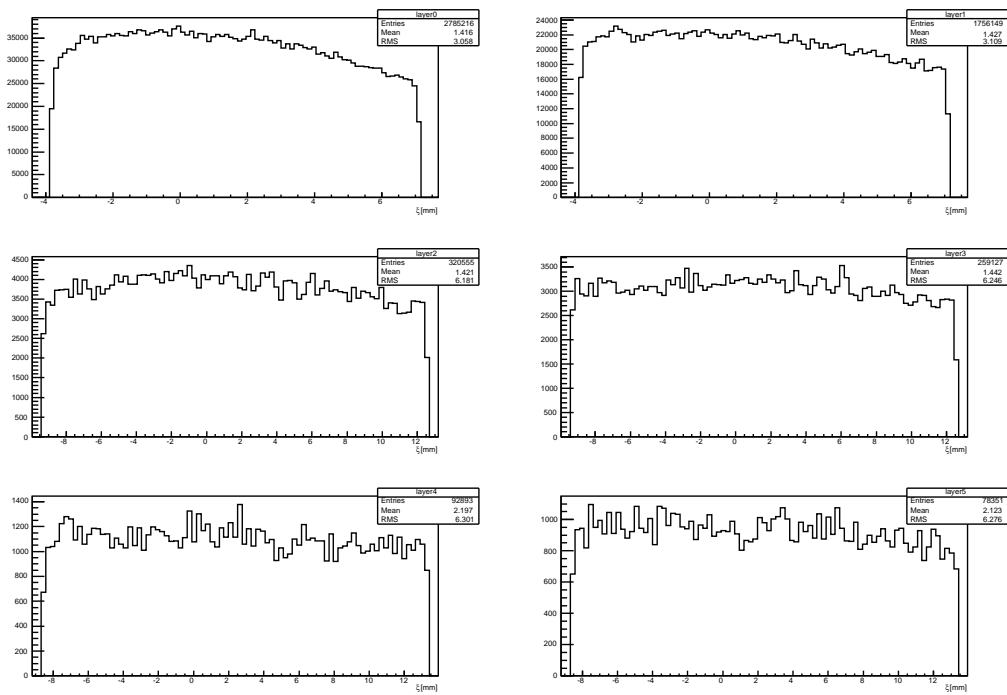 layer0
Entries 2785216
Mean 1.416
RMS 3.058
35000
30000
25000
20000
15000
10000
5000
0
-4 -2 0 2 4 6
ξ[mm]
layer1
Entries 1756149
Mean 1.427
RMS 3.109
24000
22000
20000
18000
16000
14000
12000
10000
8000
6000
4000
2000
0
-4 -2 0 2 4 6
ξ[mm]
layer2
Entries 320555
Mean 1.421
RMS 6.181
4500
4000
3500
3000
2500
2000
1500
1000
500
0
-8 -6 -4 -2 0 2 4 6 8 10 12
ξ[mm]
layer3
Entries 259127
Mean 1.442
RMS 6.246
3500
3000
2500
2000
1500
1000
500
0
-8 -6 -4 -2 0 2 4 6 8 10 12
ξ[mm]
layer4
Entries 92893
Mean 2.197
RMS 6.301
1400
1200
1000
800
600
400
200
0
-8 -6 -4 -2 0 2 4 6 8 10 12
ξ[mm]
layer5
Entries 78351
Mean 2.123
RMS 6.276
1000
800
600
400
200
0
-8 -6 -4 -2 0 2 4 6 8 10 12
ξ[mm]